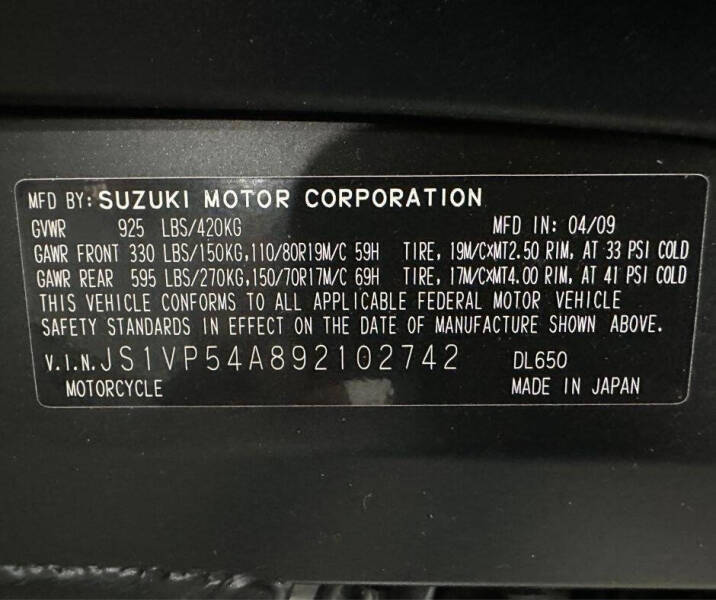 MFD BY: SUZUKI MOTOR CORPORATION
GVWR 925 LBS/420KG MFD IN: 04/09
GAWR FRONT 330 LBS/150KG,110/80R19M/C 59H TIRE, 19M/CXMT2.50 RIM, AT 33 PSI COLD
GAWR REAR 595 LBS/270KG,150/70R17M/C 69H TIRE, 17M/CXMT4.00 RIM, AT 41 PSI COLD
THIS VEHICLE CONFORMS TO ALL APPLICABLE FEDERAL MOTOR VEHICLE
SAFETY STANDARDS IN EFFECT ON THE DATE OF MANUFACTURE SHOWN ABOVE.
V.I.N. JS1VP54A892102742 DL650
MOTORCYCLE MADE IN JAPAN